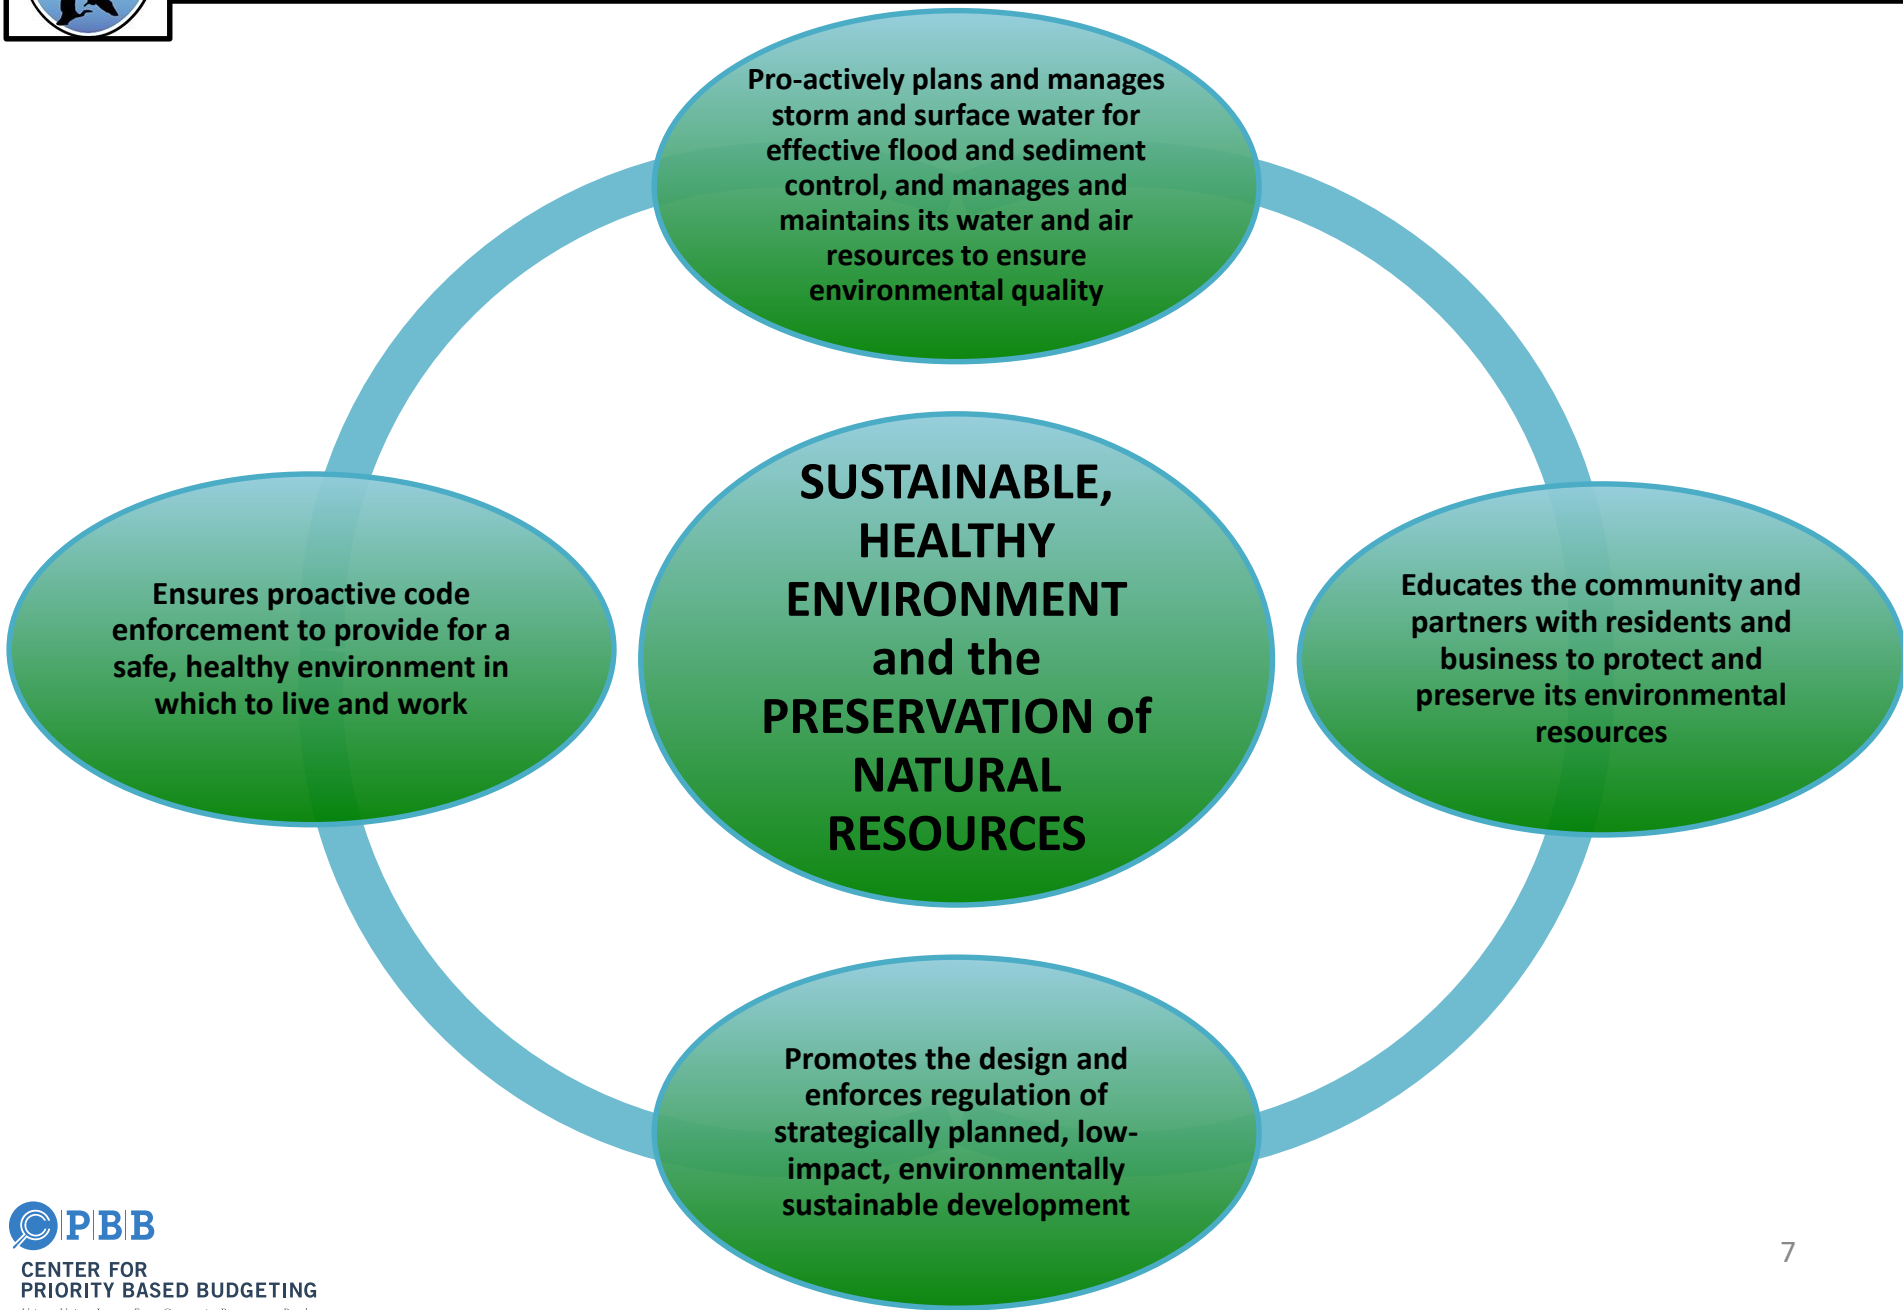 Pro-actively plans and manages
storm and surface water for
effective flood and sediment
control, and manages and
maintains its water and air
resources to ensure
environmental quality
SUSTAINABLE,
HEALTHY
ENVIRONMENT
and the
PRESERVATION of
NATURAL
RESOURCES
Ensures proactive code
enforcement to provide for a
safe, healthy environment in
which to live and work
Educates the community and
partners with residents and
business to protect and
preserve its environmental
resources
Promotes the design and
enforces regulation of
strategically planned, low-
impact, environmentally
sustainable development
PBB
CENTER FOR
PRIORITY BASED BUDGETING
7